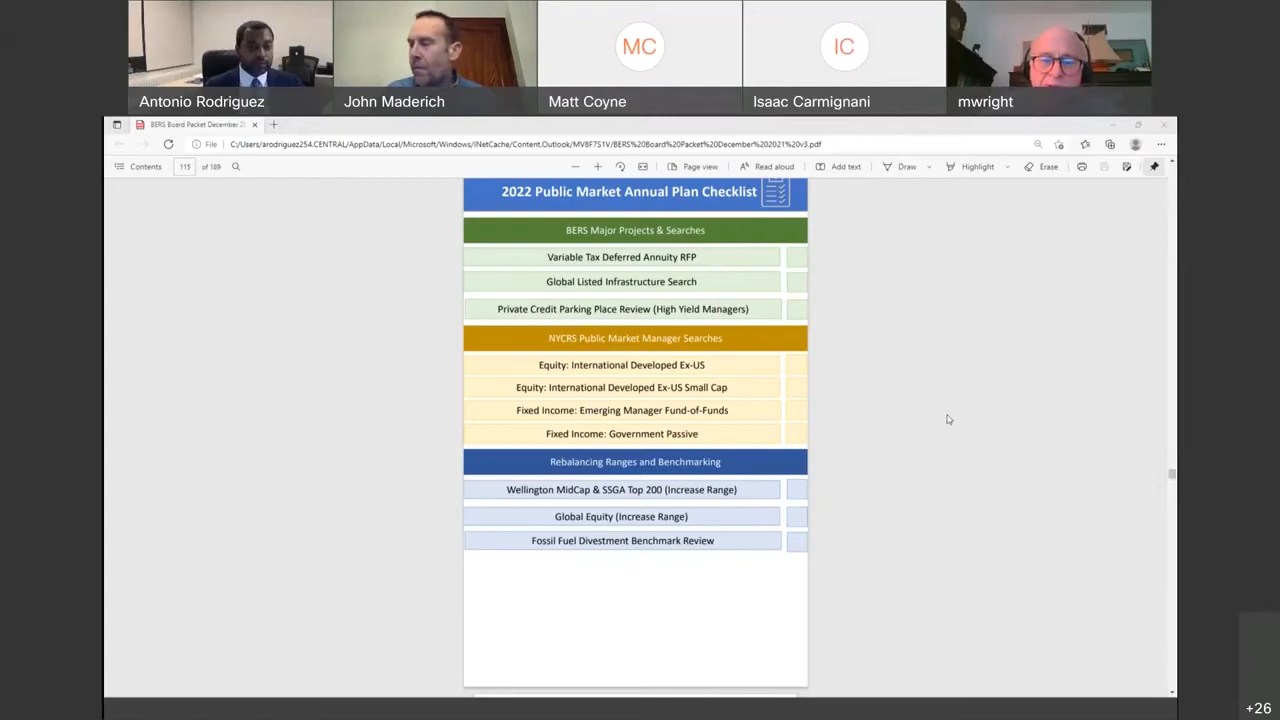 MC
IC
Antonio Rodriguez
John Maderich
Matt Coyne
Isaac Carmignani
mwright
BERS Board Packet December 2
File
C:/Users/arodriguez254.CENTRAL/AppData/Local/Microsoft/Windows/INetCache/Content.Outlook/MV8F7S1V/BERS%20Board%20Packet%20December%202021%20v3.pdf
Contents
115
of 189
Page view
Read aloud
Add text
Draw
Highlight
Erase
2022 Public Market Annual Plan Checklist
BERS Major Projects & Searches
Variable Tax Deferred Annuity RFP
Global Listed Infrastructure Search
Private Credit Parking Place Review (High Yield Managers)
NYCRS Public Market Manager Searches
Equity: International Developed Ex-US
Equity: International Developed Ex-US Small Cap
Fixed Income: Emerging Manager Fund-of-Funds
Fixed Income: Government Passive
Rebalancing Ranges and Benchmarking
Wellington MidCap & SSGA Top 200 (Increase Range)
Global Equity (Increase Range)
Fossil Fuel Divestment Benchmark Review
+26